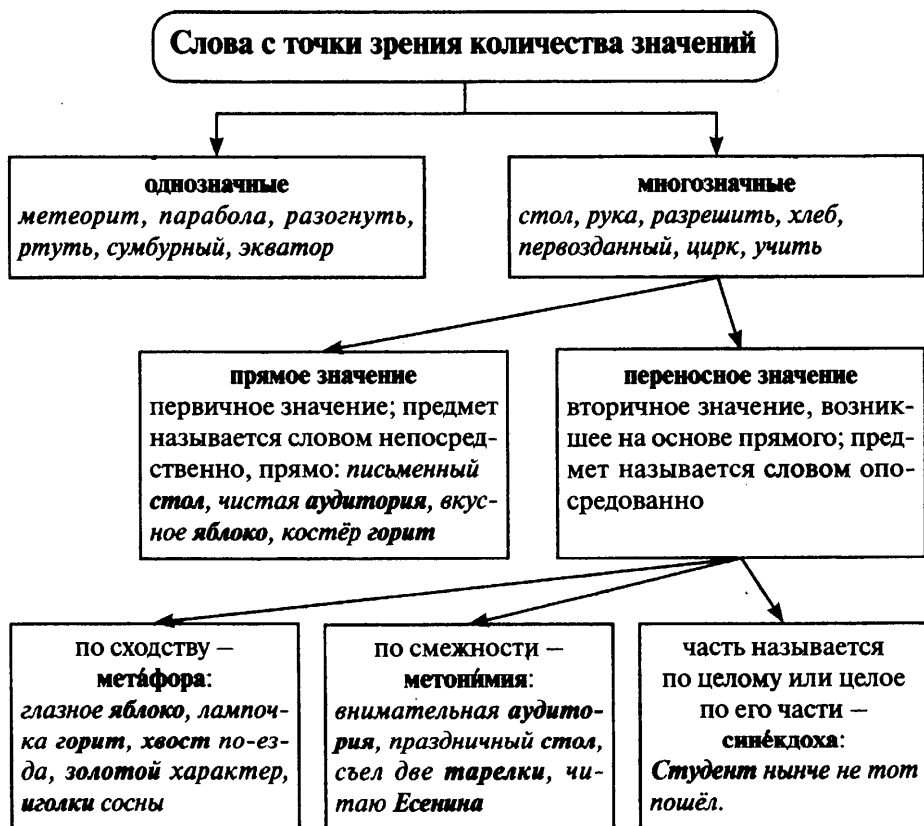 Слова с точки зрения количества значений
однозначные
метеорит, парабола, разогнуть,
ртуть, сумбурный, экватор
многозначные
стол, рука, разрешить, хлеб,
первозданный, цирк, учить
прямое значение
первичное значение; предмет
называется словом непосред-
ственно, прямо: письменный
стол, чистая аудитория, вкус-
ное яблоко, костёр горит
переносное значение
вторичное значение, возник-
шее на основе прямого; пред-
мет называется словом опо-
средованно
по сходству –
метáфора:
глазное яблоко, лампоч-
ка горит, хвост по-ез-
да, золотой характер,
иголки сосны
по смежности –
метони́мия:
внимательная аудито-
рия, праздничный стол,
съел две тарелки, чи-
таю Есенина
часть называется
по целому или целое
по его части –
сине́кдоха:
Студент нынче не тот
пошёл.